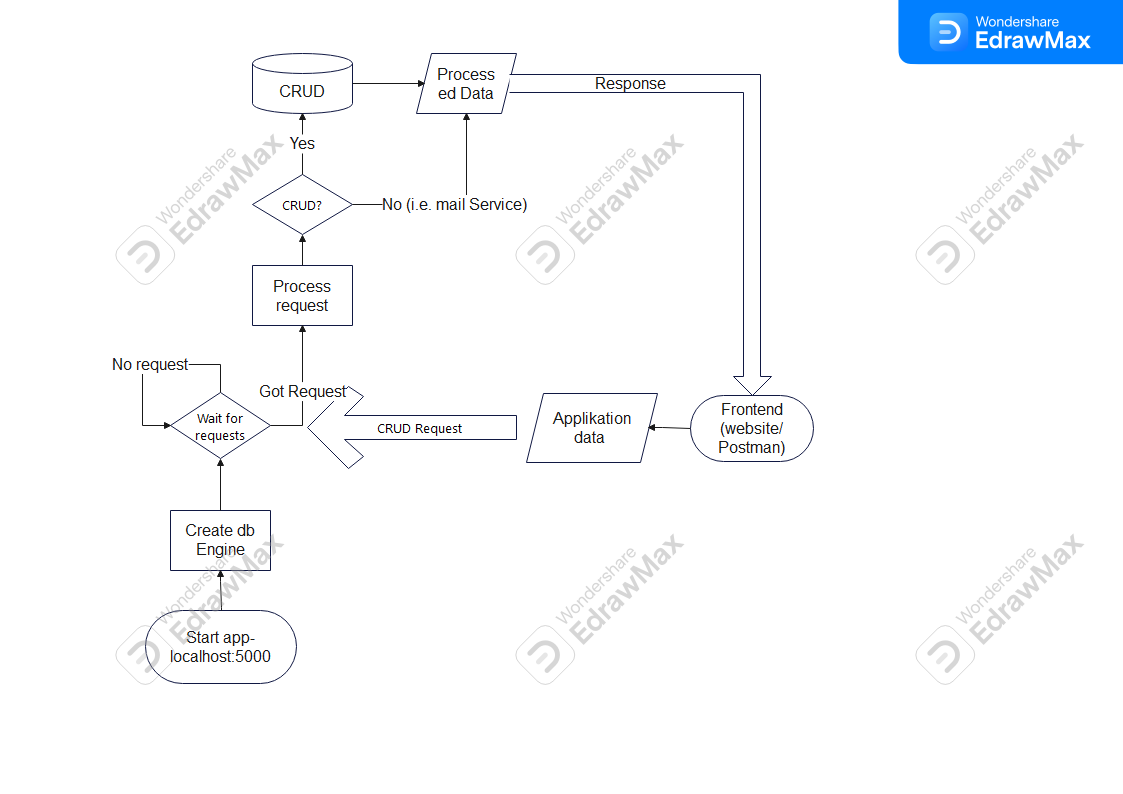 Wondershare
EdrawMax
CRUD
Process
ed Data
Response
Yes
Wondershare
EdrawMax
Wondershare
EdrawMax
Wondershare
EdrawMax
CRUD?
No (i.e. mail Service)
Process
request
No request
Got Request
Wait for
requests
CRUD Request
Applikation
data
Frontend
(website/
Postman)
Create db
Engine
Wondershare
EdrawMax
Wondershare
EdrawMax
Wondershare
EdrawMax
Start app-
localhost:5000